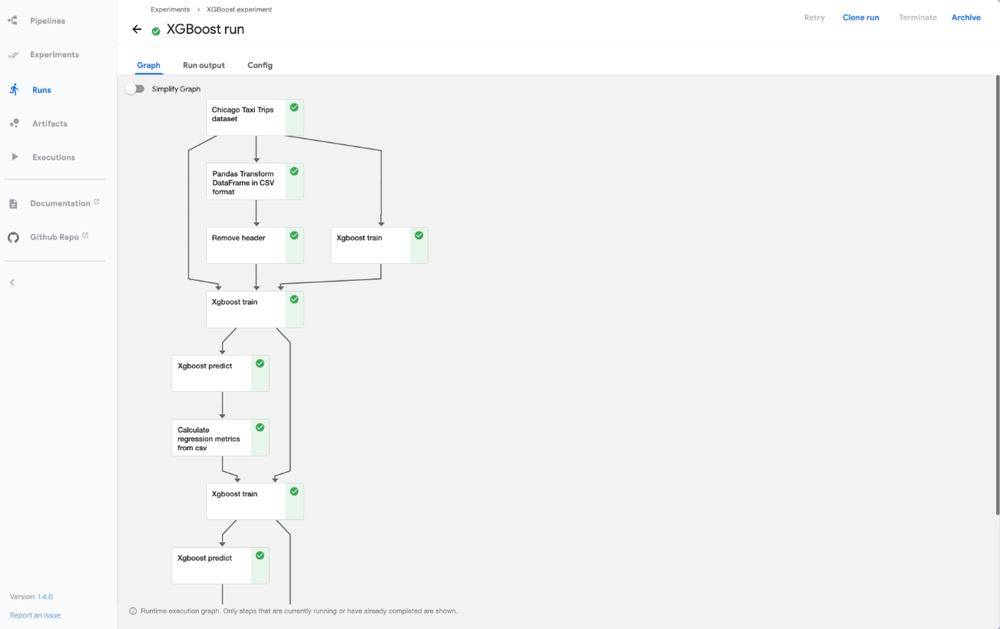 Pipelines
Experiments
Runs
Artifacts
Executions
Documentation
Github Repo
Version: 1.4.0
Report an Issue
Experiments > XGBoost experiment
XGBoost run
Retry
Clone run
Terminate
Archive
Graph
Run output
Config
Simplify Graph
Chicago Taxi Trips
dataset
Pandas Transform
DataFrame in CSV
format
Remove header
Xgboost train
Xgboost train
Xgboost predict
Calculate
regression metrics
from csv
Xgboost train
Xgboost predict
Runtime execution graph. Only steps that are currently running or have already completed are shown.